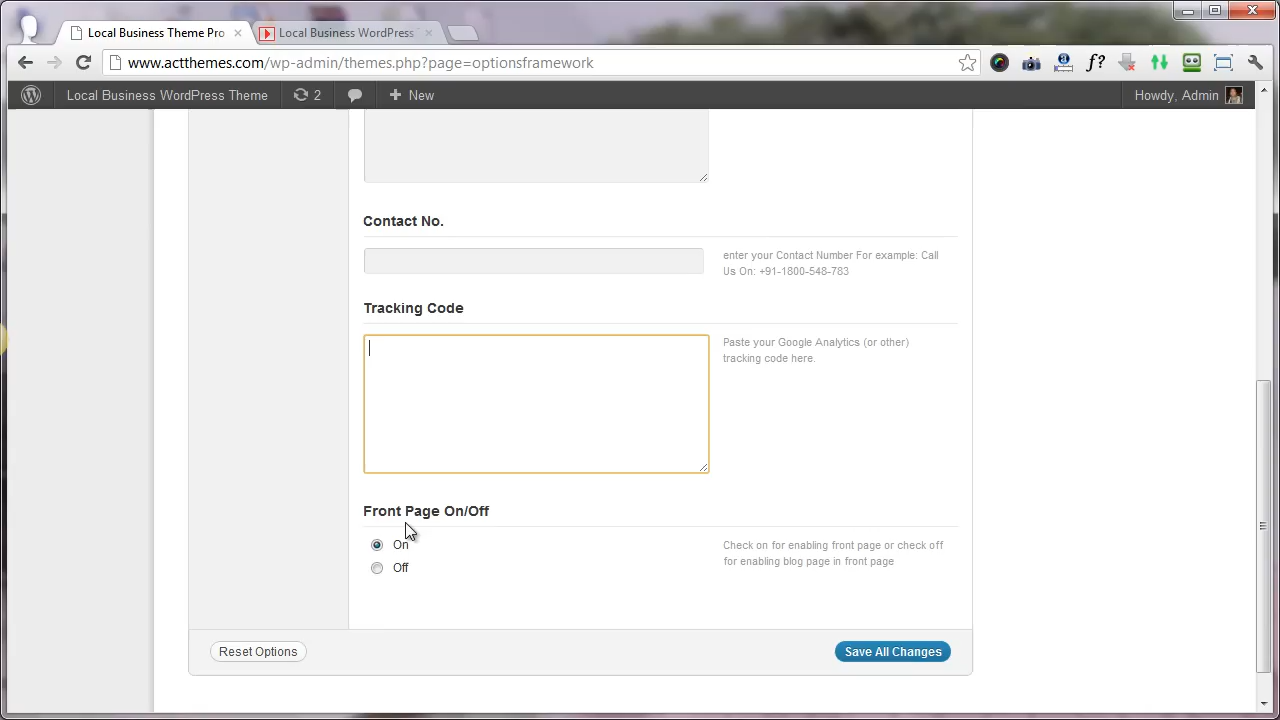 Local Business Theme Pro
Local Business WordPress
www.actthemes.com/wp-admin/themes.php?page=optionsframework
Local Business WordPress Theme
2
New
Howdy, Admin
Contact No.
enter your Contact Number For example: Call
Us On: +91-1800-548-783
Tracking Code
Paste your Google Analytics (or other)
tracking code here.
Front Page On/Off
On
Check on for enabling front page or check off
for enabling blog page in front page
Off
Reset Options
Save All Changes